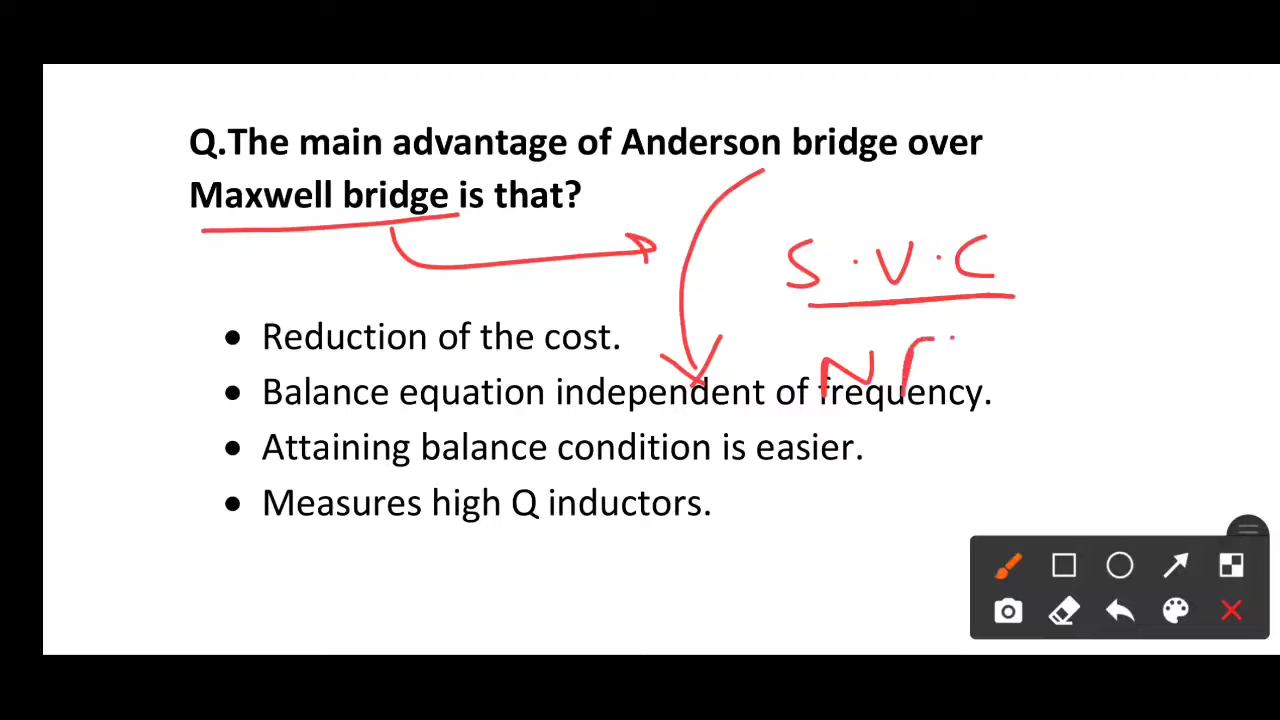 Q.The main advantage of Anderson bridge over
Maxwell bridge is that?
S.V.C
• Reduction of the cost.
N
• Balance equation independent of frequency.
• Attaining balance condition is easier.
• Measures high Q inductors.